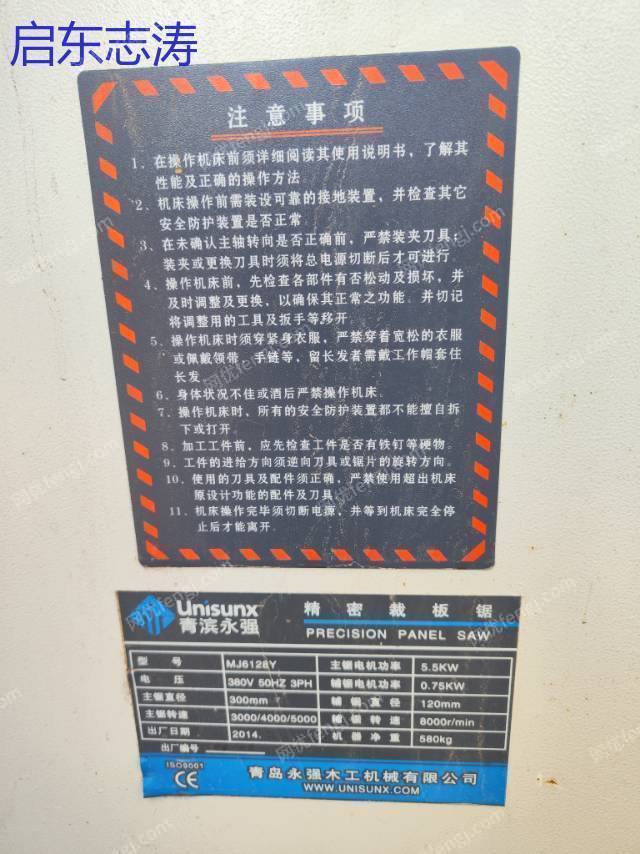 启东志涛
注意事项
1、在操作机床前须详细阅读其使用说明书，了解其
性能及正确的操作方法
2、机床操作前需装设可靠的接地装置，并检查其它
安全防护装置是否正常
3、在未确认主轴转向是否正确前，严禁装夹刀具，
装夹或更换刀具时须将总电源切断后才可进行。
4、操作机床前，先检查各部件有否松动及损坏，并
及时调整及更换，以确保其正常之功能。并切记
将调整用的工具及扳手等移开
5、操作机床时须穿紧身衣服，严禁穿着宽松的衣服
或佩戴领带、手链等，留长发者需戴工作帽套住
长发
6、身体状况不佳或酒后严禁操作机床。
7、操作机床时，所有的安全防护装置都不能擅自拆
下或打开。
8、加工工件前，应先检查工件是否有铁钉等硬物。
9、工件的进给方向须逆向刀具或锯片的旋转方向。
10、使用的刀具及配件须正确，严禁使用超出机床
原设计功能的配件及刀具
11、机床操作完毕须切断电源，并等到机床完全停
止后才能离开。
Unisunx 精密裁板锯
青滨永强 PRECISION PANEL SAW
型号 MJ6128Y 主锯电机功率 5.5KW
电压 380V 50HZ 3PH 辅锯电机功率 0.75KW
主锯直径 300mm 辅锯直径 120mm
主锯转速 3000/4000/5000 辅锯转速 8000r/min
出厂日期 2014. 机器净重 580kg
出厂编号
ISO9001
CE 青岛永强木工机械有限公司
WWW.UNISUNX.COM